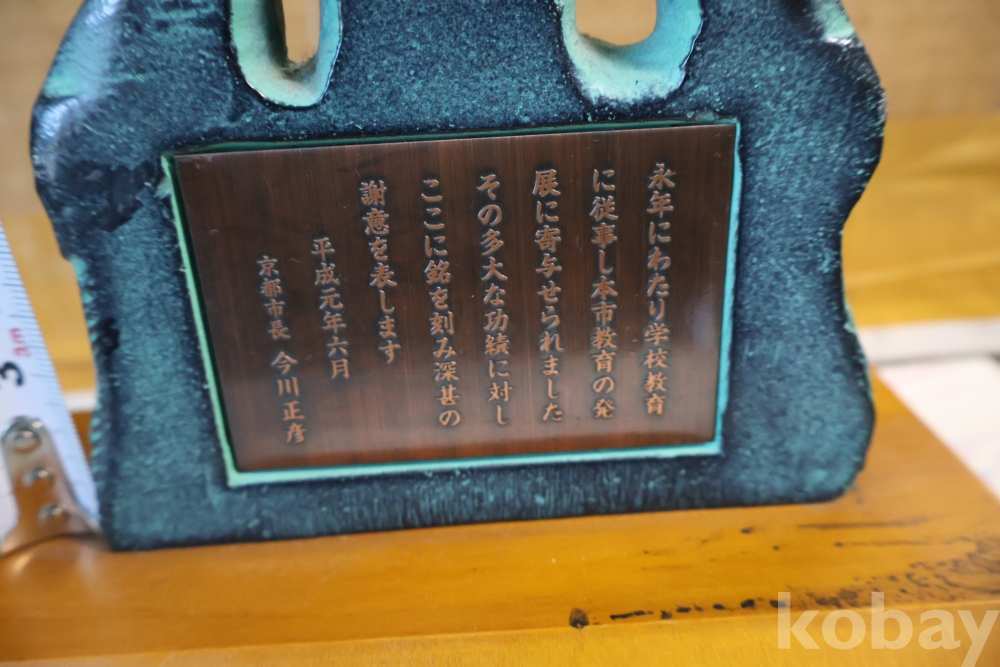 永年にわたり学校教育
に従事し本市教育の発
展に寄与せられました
その多大な功績に対し
ここに銘を刻み深甚の
謝意を表します
平成元年六月
京都市長 今川正彦
3
kobay